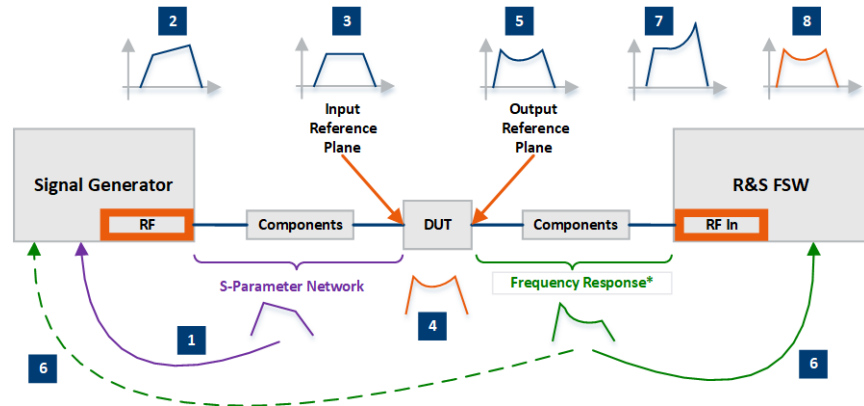 2
3
5
7
8
Input
Reference
Plane
Output
Reference
Plane
Signal Generator
R&S FSW
RF
Components
DUT
Components
RF In
S-Parameter Network
Frequency Response*
1
4
6
6